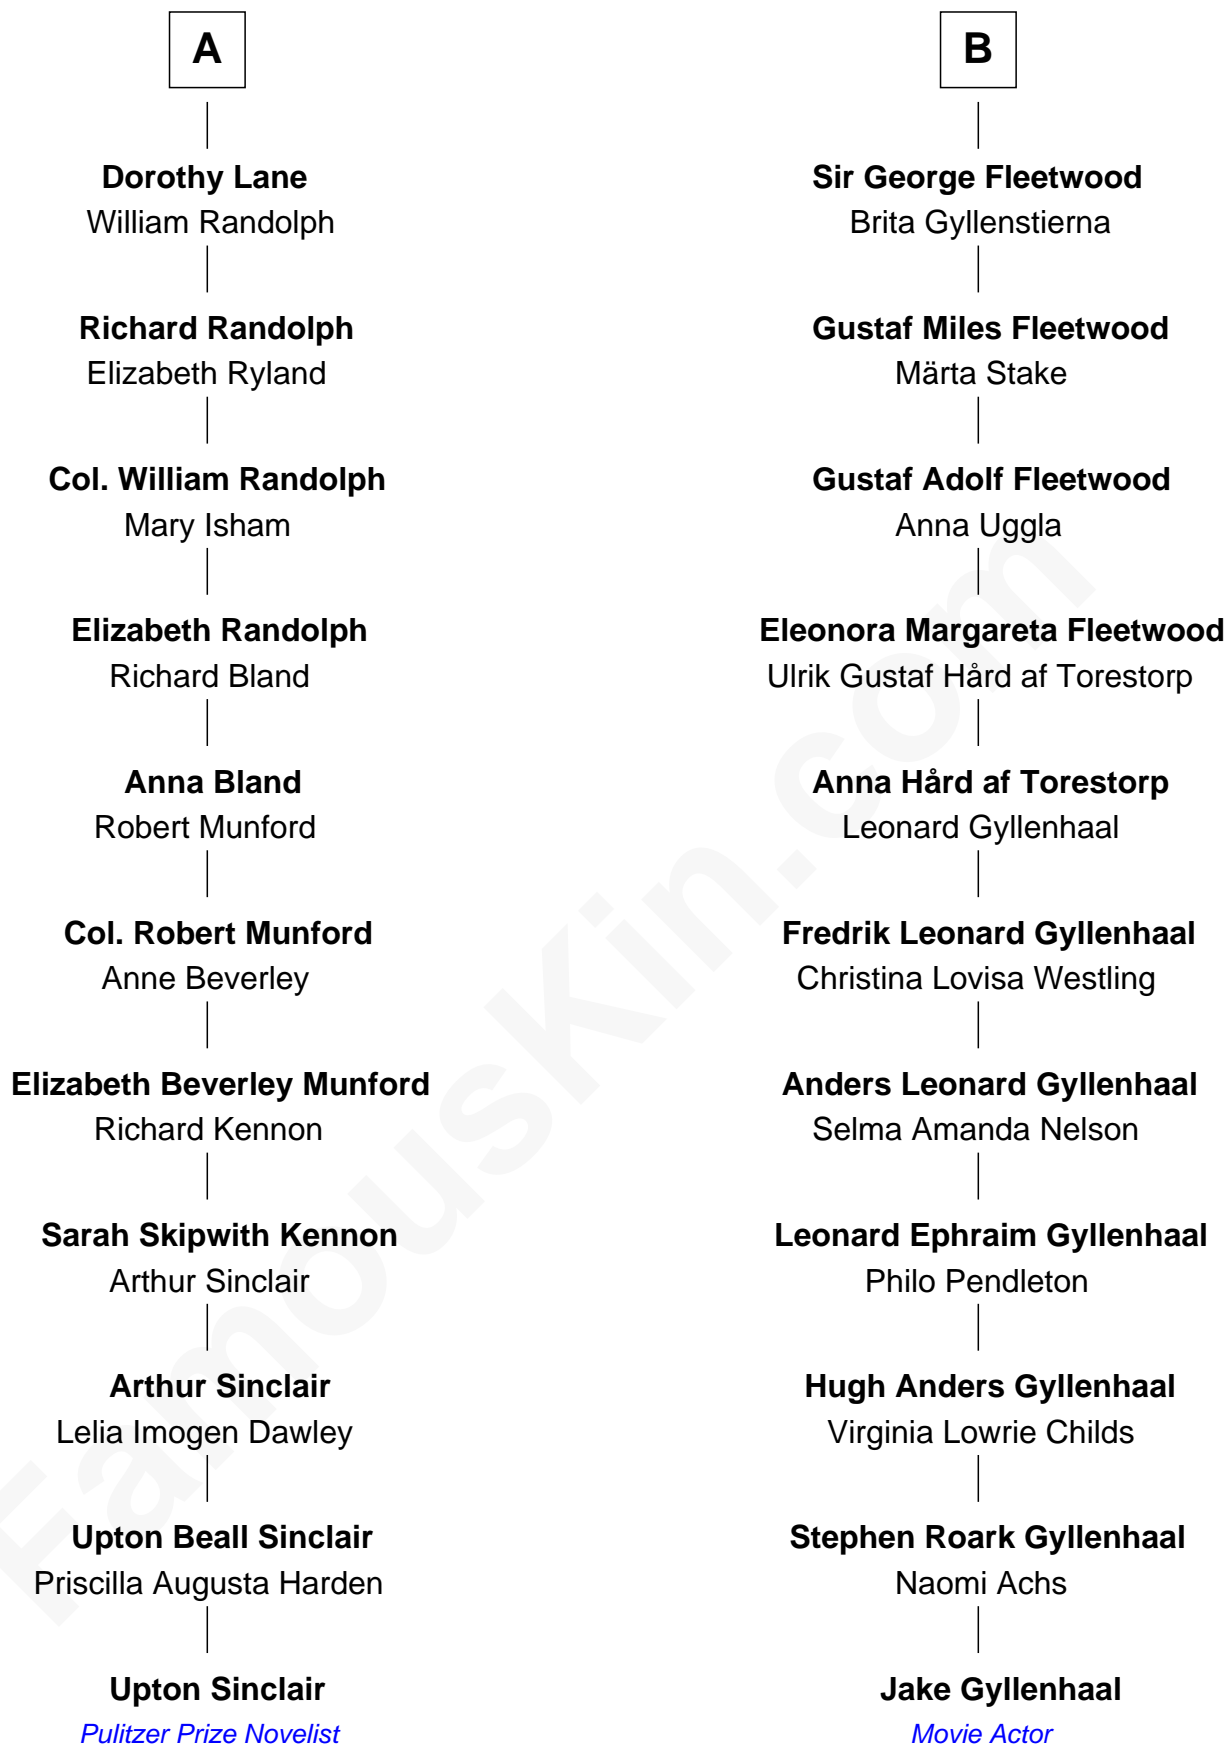 A
Dorothy Lane
William Randolph
Richard Randolph
Elizabeth Ryland
Col. William Randolph
Mary Isham
Elizabeth Randolph
Richard Bland
Anna Bland
Robert Munford
Col. Robert Munford
Anne Beverley
Elizabeth Beverley Munford
Richard Kennon
Sarah Skipwith Kennon
Arthur Sinclair
Arthur Sinclair
Lelia Imogen Dawley
Upton Beall Sinclair
Priscilla Augusta Harden
Upton Sinclair
Pulitzer Prize Novelist
B
Sir George Fleetwood
Brita Gyllenstierna
Gustaf Miles Fleetwood
Märta Stake
Gustaf Adolf Fleetwood
Anna Uggla
Eleonora Margareta Fleetwood
Ulrik Gustaf Hård af Torestorp
Anna Hård af Torestorp
Leonard Gyllenhaal
Fredrik Leonard Gyllenhaal
Christina Lovisa Westling
Anders Leonard Gyllenhaal
Selma Amanda Nelson
Leonard Ephraim Gyllenhaal
Philo Pendleton
Hugh Anders Gyllenhaal
Virginia Lowrie Childs
Stephen Roark Gyllenhaal
Naomi Achs
Jake Gyllenhaal
Movie Actor
FamousKin.com